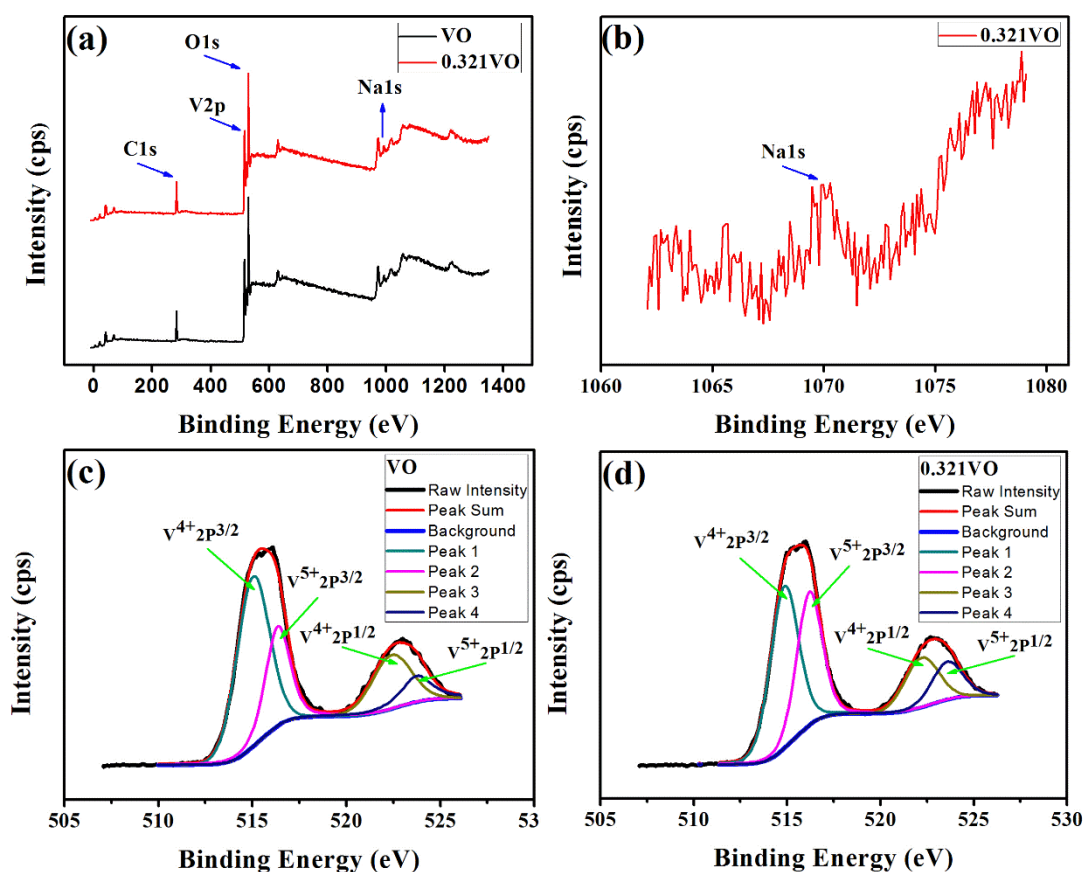 (a)
O1s
V2p
C1s
Na1s
VO
0.321VO
Intensity (cps)
0 200 400 600 800 1000 1200 1400
Binding Energy (eV)
(b)
0.321VO
Na1s
Intensity (cps)
1060 1065 1070 1075 1080
Binding Energy (eV)
(c)
VO
Raw Intensity
Peak Sum
Background
Peak 1
Peak 2
Peak 3
Peak 4
V4+2P3/2
V5+2P3/2
V4+2P1/2
V5+2P1/2
Intensity (cps)
505 510 515 520 525 53
Binding Energy (eV)
(d)
0.321VO
Raw Intensity
Peak Sum
Background
Peak 1
Peak 2
Peak 3
Peak 4
V4+2P3/2
V5+2P3/2
V4+2P1/2
V5+2P1/2
Intensity (cps)
505 510 515 520 525 530
Binding Energy (eV)